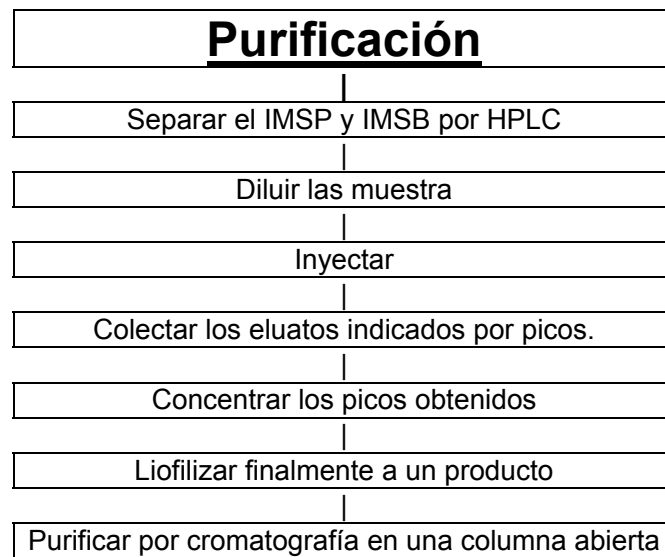 Purificación
Separar el IMSP y IMSB por HPLC
Diluir las muestra
Inyectar
Colectar los eluatos indicados por picos.
Concentrar los picos obtenidos
Liofilizar finalmente a un producto
Purificar por cromatografía en una columna abierta